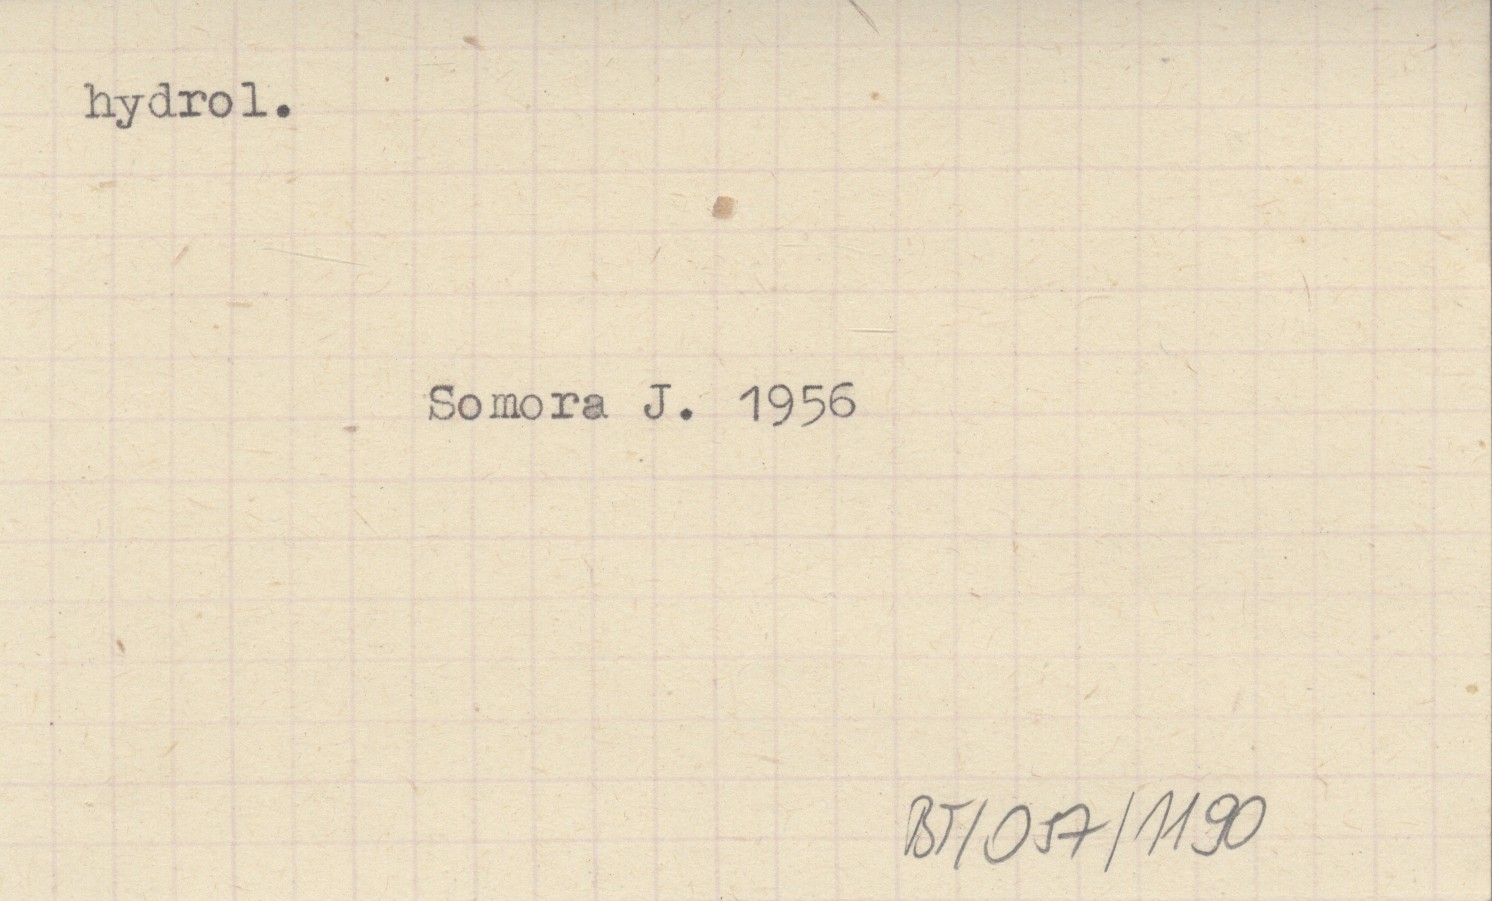 hydrol.
Somora J. 1956
BT/057/1190